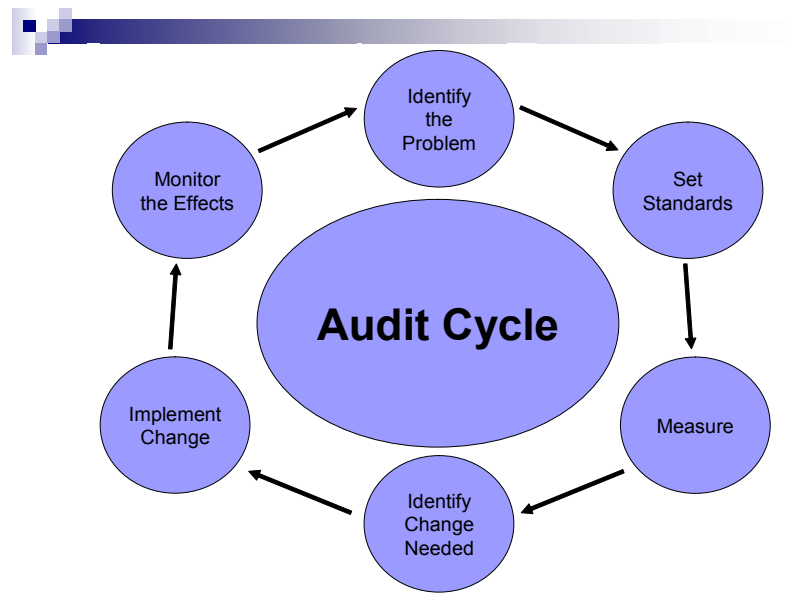 Identify
the
Problem
Set
Standards
Measure
Identify
Change
Needed
Implement
Change
Monitor
the Effects
Audit Cycle